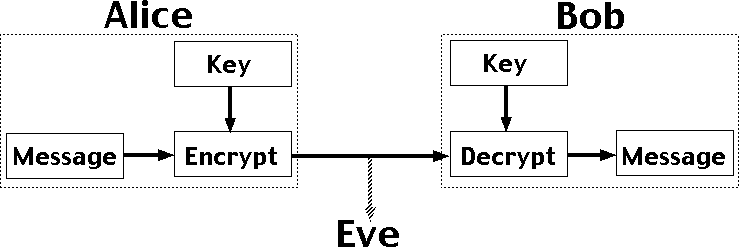 Alice
Bob
Key
Key
Message
Encrypt
Decrypt
Message
Eve